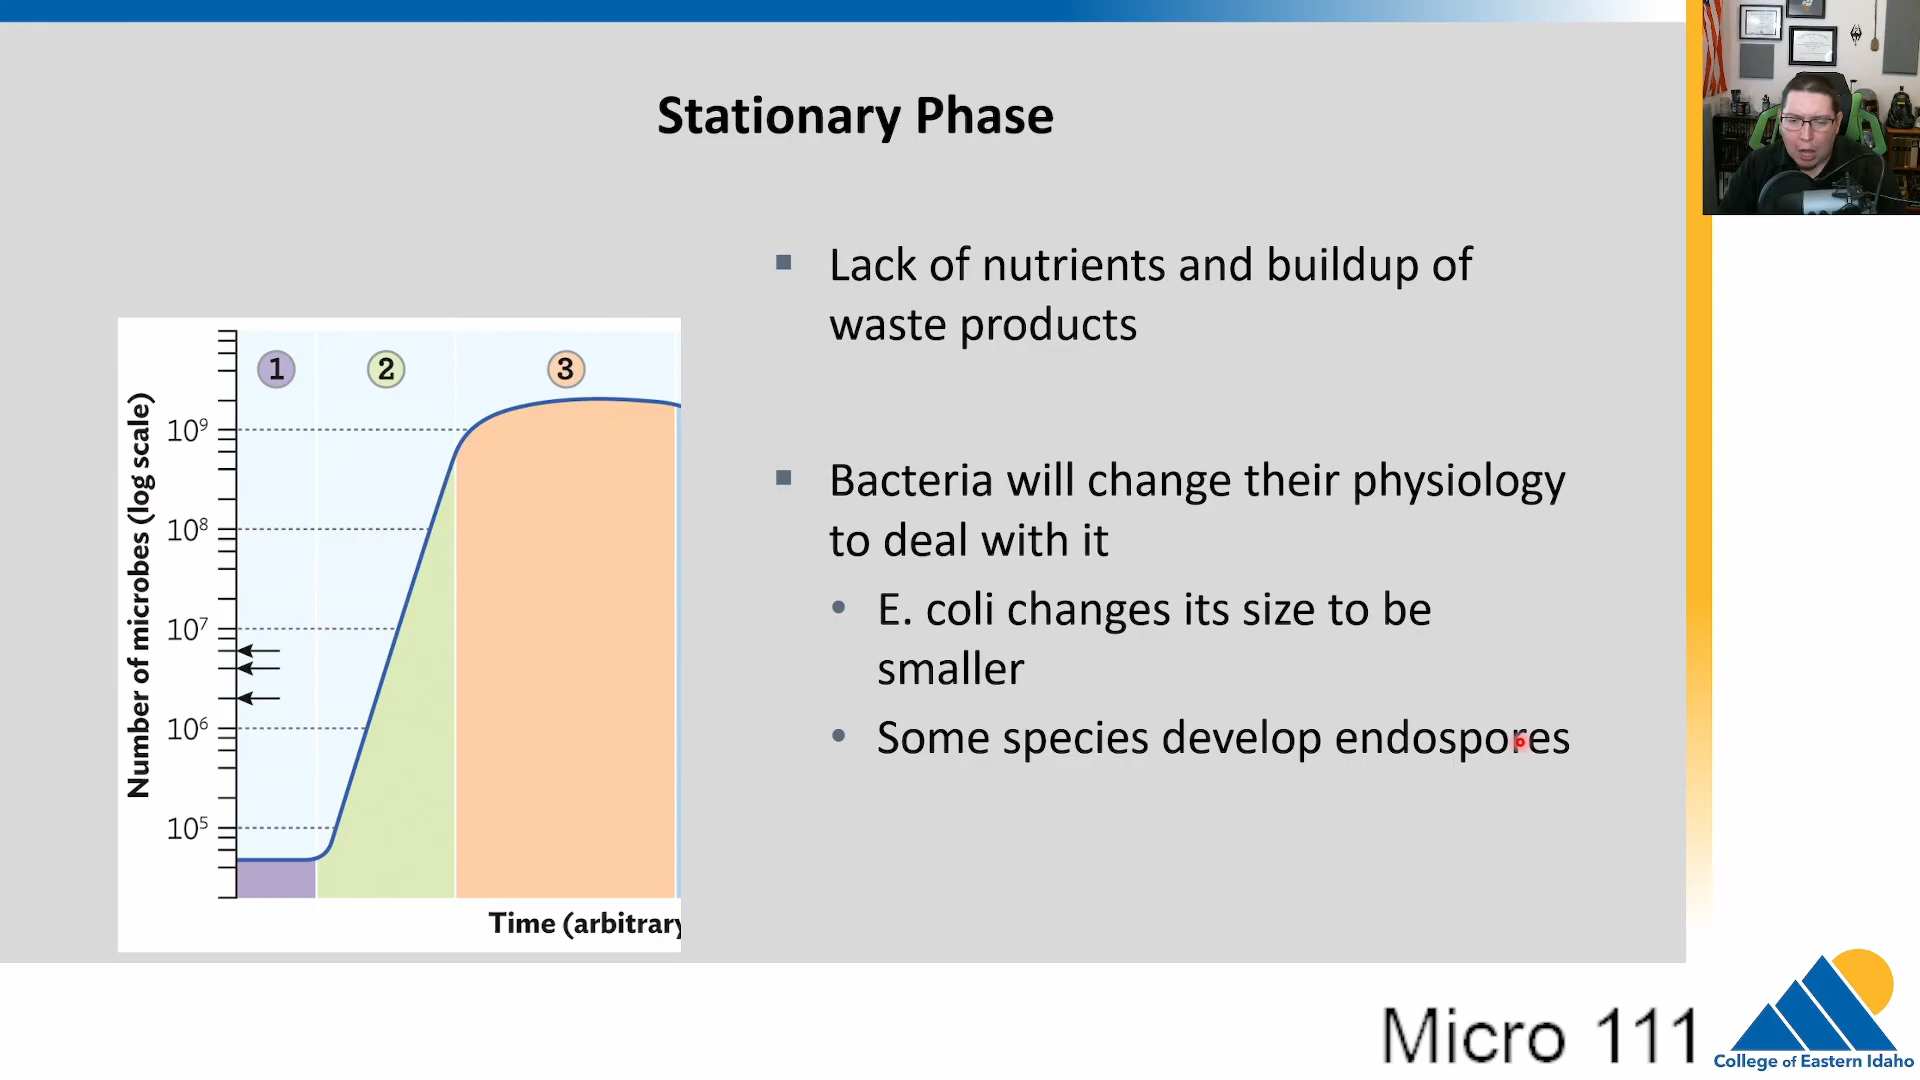 Stationary Phase
Lack of nutrients and buildup of
waste products
Bacteria will change their physiology
to deal with it
E. coli changes its size to be
smaller
Some species develop endospores
1
2
3
Number of microbes (log scale)
10⁹
10⁸
10⁷
10⁶
10⁵
Time (arbitrary
Micro 111
College of Eastern Idaho